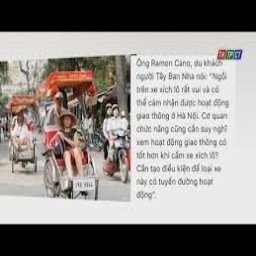 Ông Ramon Cano, du khách
người Tây Ban Nha nói: "Ngồi
trên xe xích lô rất vui và có
thể cảm nhận được hoạt động
giao thông ở Hà Nội. Cơ quan
chức năng cũng cần suy nghĩ
xem hoạt động giao thông có
tốt hơn khi cấm xe xích lô?
Cần tạo điều kiện để loại xe
này có tuyến đường hoạt
động".